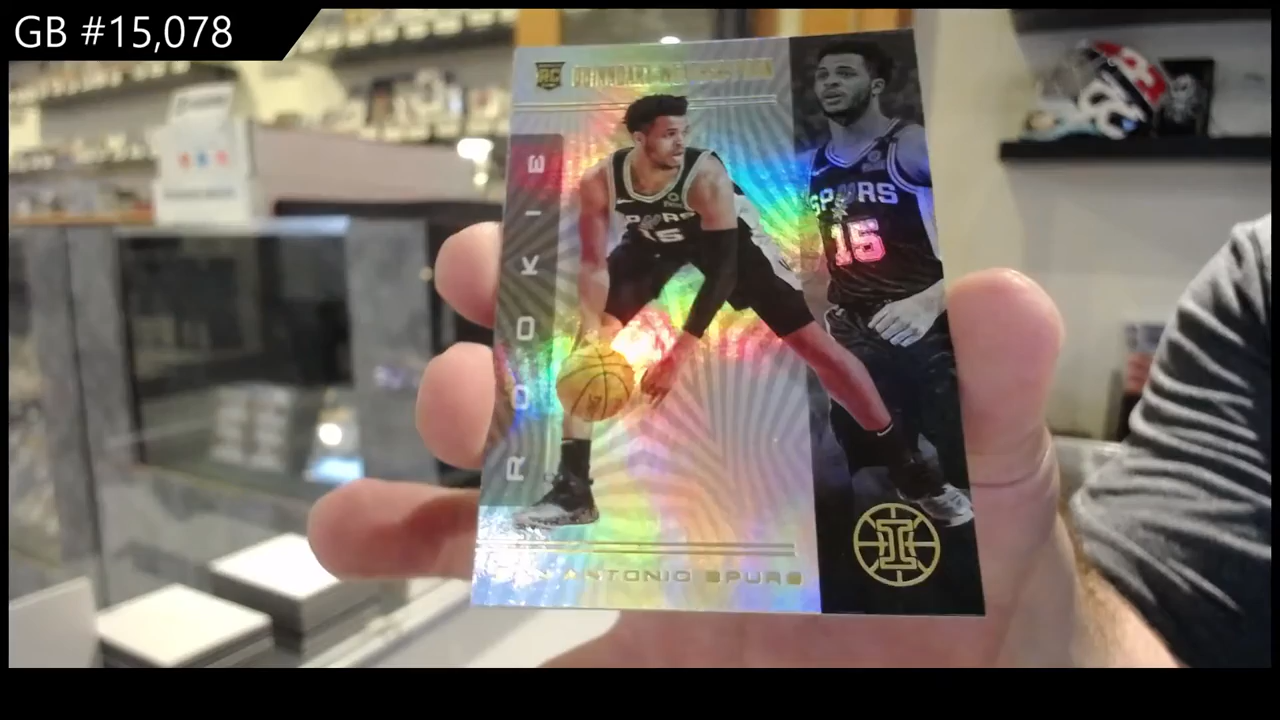 GB #15,078
RC
ROOKIE
SPURS
15
SPURS
15
ANTONIO SPURS
I